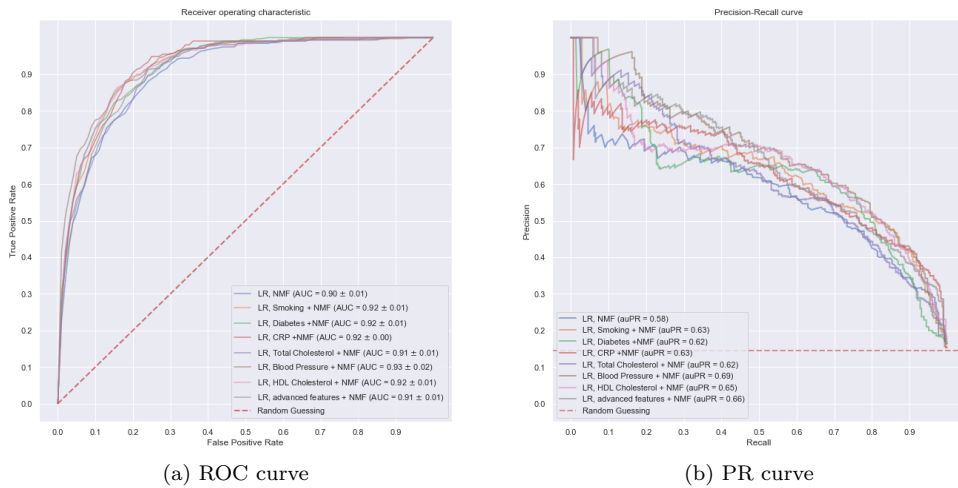 Receiver operating characteristic
True Positive Rate
0.9
0.8
0.7
0.6
0.5
0.4
0.3
0.2
0.1
0.0
LR, NMF (AUC = 0.90 ± 0.01)
LR, Smoking + NMF (AUC = 0.92 ± 0.01)
LR, Diabetes +NMF (AUC = 0.92 ± 0.01)
LR, CRP +NMF (AUC = 0.92 ± 0.00)
LR, Total Cholesterol + NMF (AUC = 0.91 ± 0.01)
LR, Blood Pressure + NMF (AUC = 0.93 ± 0.02)
LR, HDL Cholesterol + NMF (AUC = 0.92 ± 0.01)
LR, advanced features + NMF (AUC = 0.91 ± 0.01)
Random Guessing
0.0 0.1 0.2 0.3 0.4 0.5 0.6 0.7 0.8 0.9
False Positive Rate
(a) ROC curve
Precision-Recall curve
Precision
0.9
0.8
0.7
0.6
0.5
0.4
0.3
0.2
0.1
0.0
LR, NMF (auPR = 0.58)
LR, Smoking + NMF (auPR = 0.63)
LR, Diabetes +NMF (auPR = 0.62)
LR, CRP +NMF (auPR = 0.63)
LR, Total Cholesterol + NMF (auPR = 0.62)
LR, Blood Pressure + NMF (auPR = 0.69)
LR, HDL Cholesterol + NMF (auPR = 0.65)
LR, advanced features + NMF (auPR = 0.66)
Random Guessing
0.0 0.1 0.2 0.3 0.4 0.5 0.6 0.7 0.8 0.9
Recall
(b) PR curve